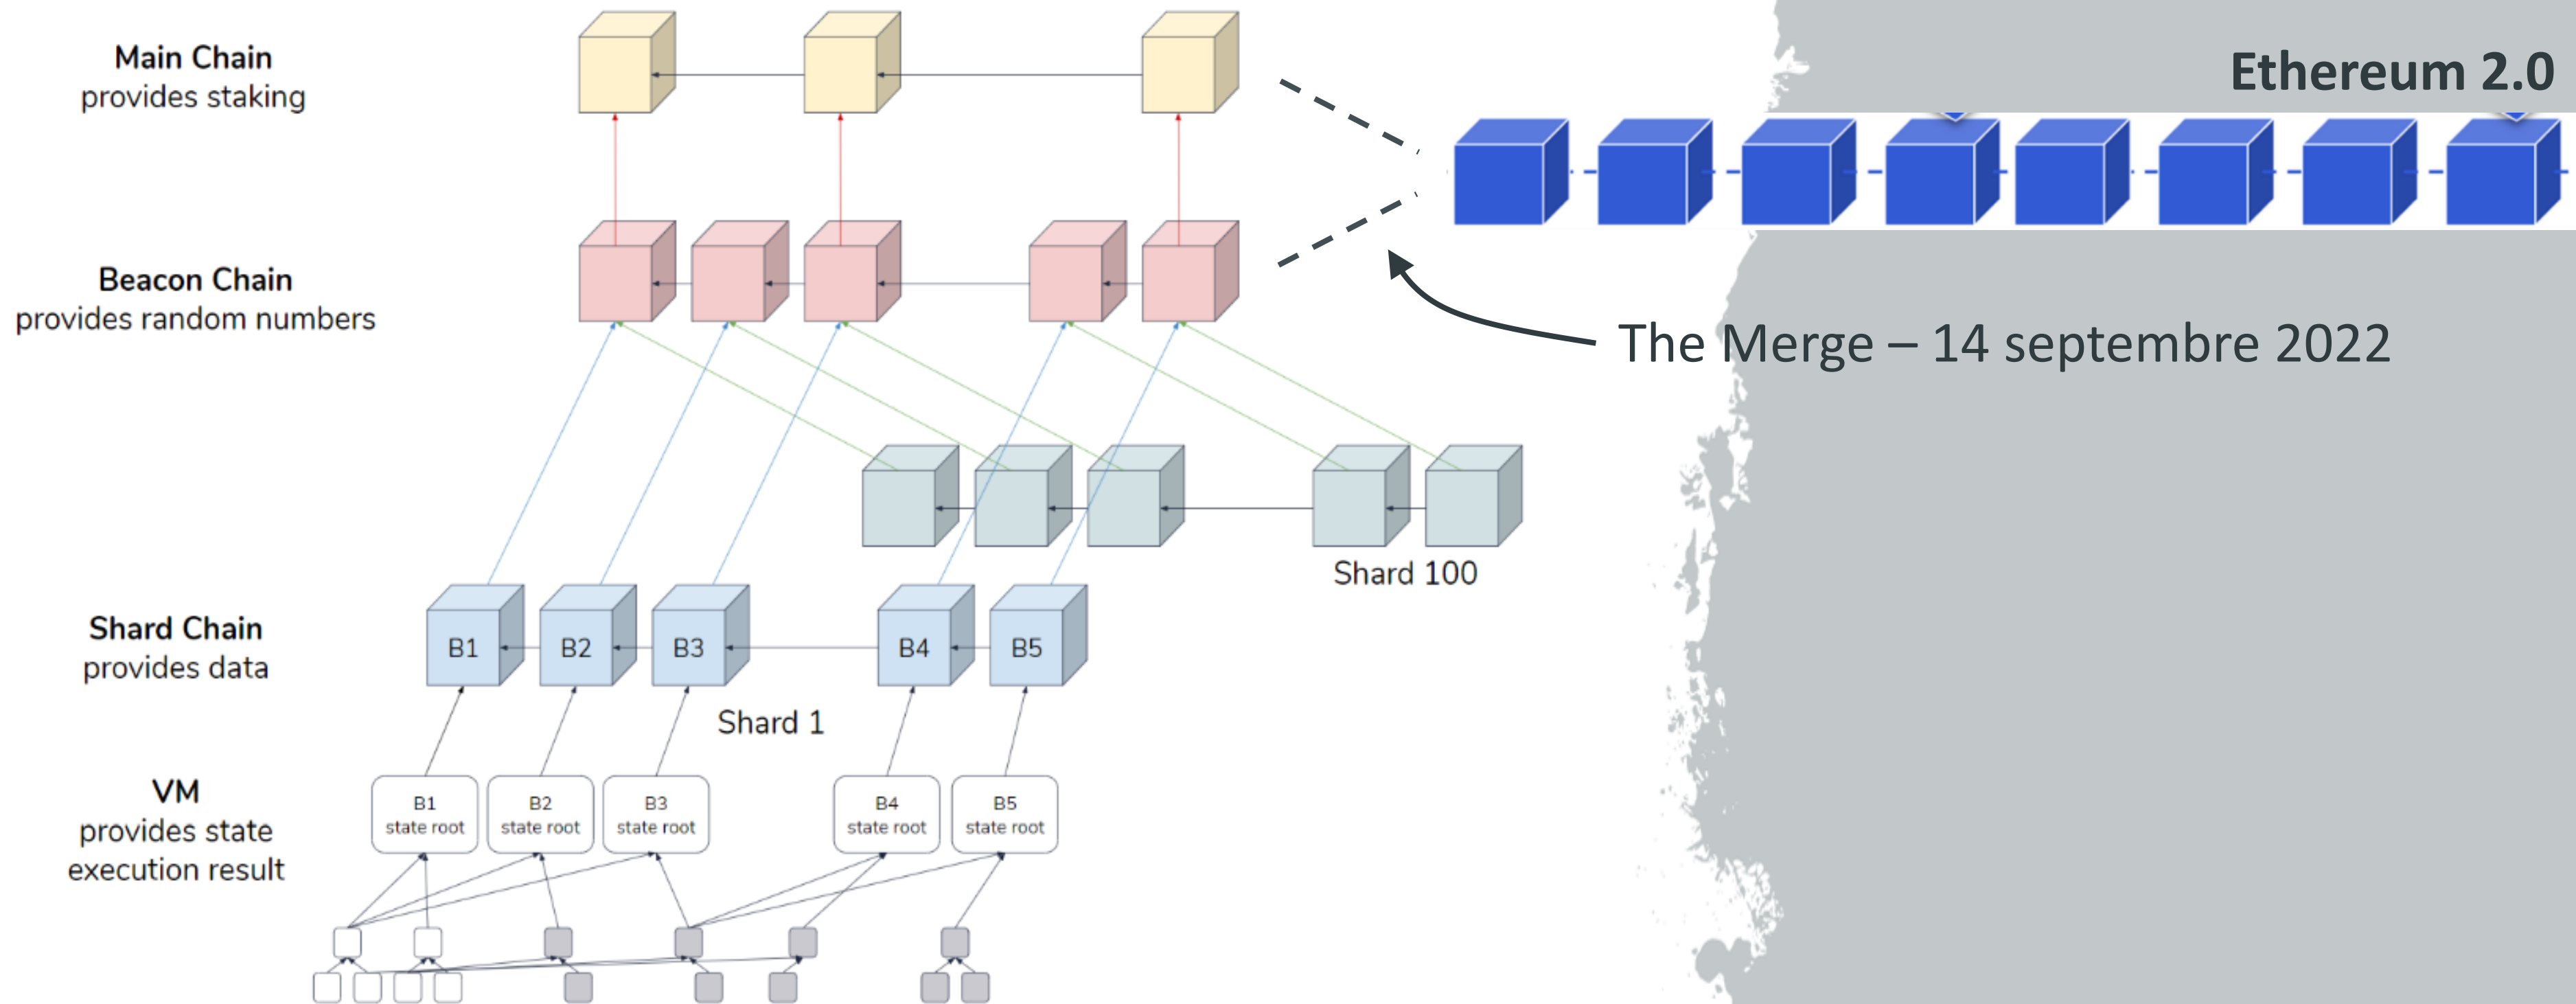 Main Chain
provides staking
Ethereum 2.0
Beacon Chain
provides random numbers
The Merge – 14 septembre 2022
Shard 100
Shard Chain
provides data
B1
B2
B3
B4
B5
Shard 1
VM
provides state
execution result
B1
state root
B2
state root
B3
state root
B4
state root
B5
state root